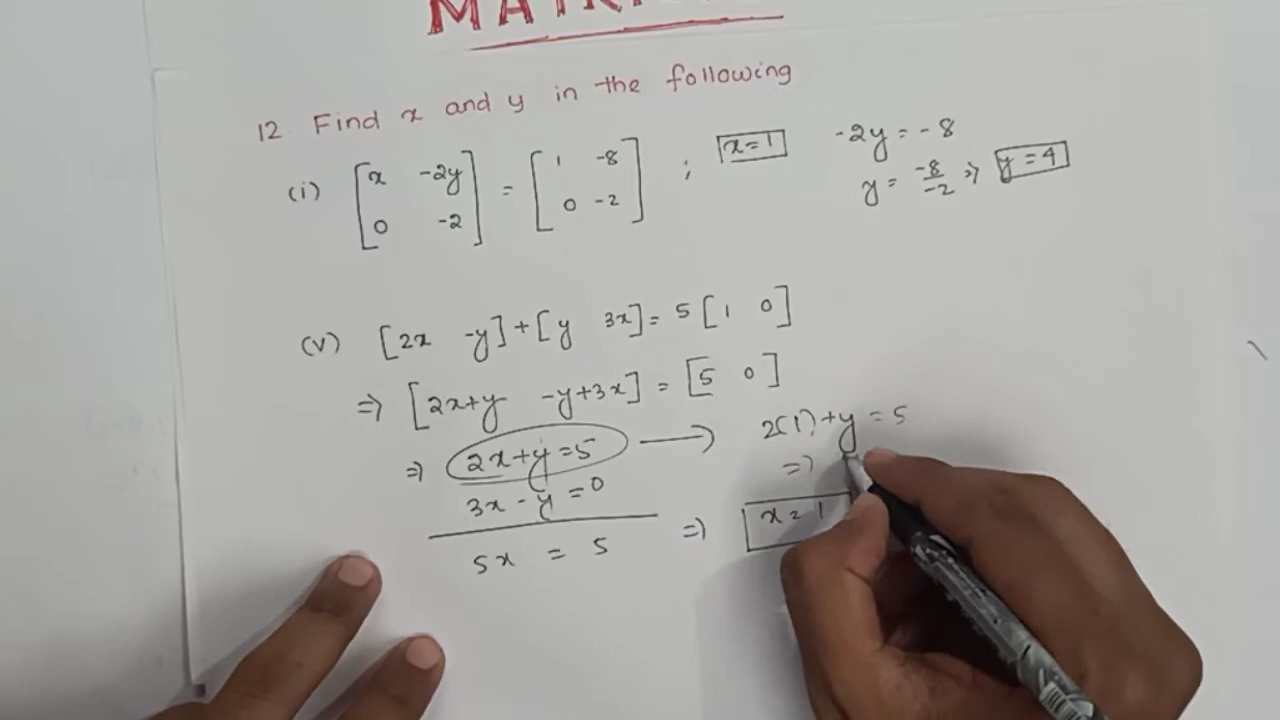 12. Find x and y in the following
(i) [x -2y
0 -2] = [1 -8
0 -2] ; x=1 -2y = -8
y = -8/-2 => y = 4
(v) [2x -y] + [y 3x] = 5 [1 0]
=> [2x+y -y+3x] = [5 0]
=> 2x+y=5 ⟶ 2(1)+y = 5
3x - y = 0 =>
5x = 5 => x = 1